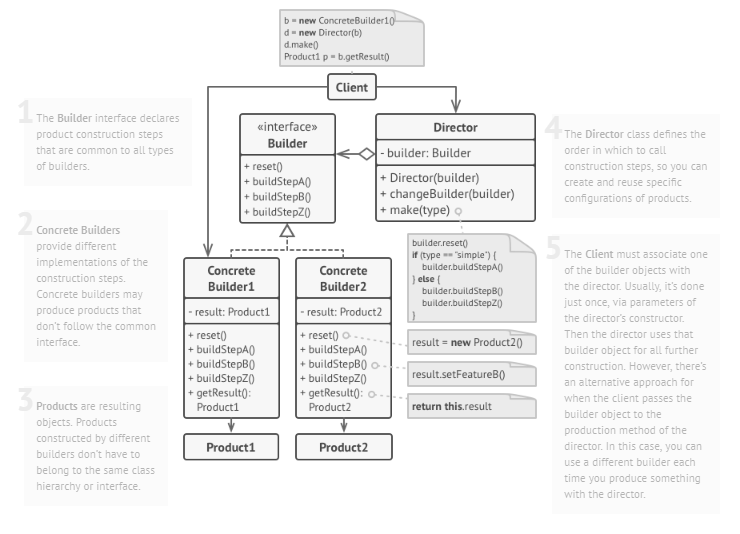 b = new ConcreteBuilder1()
d = new Director(b)
d.make()
Product1 p = b.getResult()
Client
1
The Builder interface declares
product construction steps
that are common to all types
of builders.
«interface»
Builder
+ reset()
+ buildStepA()
+ buildStepB()
+ buildStepZ()
Director
- builder: Builder
+ Director(builder)
+ changeBuilder(builder)
+ make(type)
4
The Director class defines the
order in which to call
construction steps, so you can
create and reuse specific
configurations of products.
2
Concrete Builders
provide different
implementations of the
construction steps.
Concrete builders may
produce products that
don't follow the common
interface.
Concrete
Builder1
- result: Product1
+ reset()
+ buildStepA()
+ buildStepB()
+ buildStepZ()
+ getResult():
Product1
Concrete
Builder2
- result: Product2
+ reset()
+ buildStepA()
+ buildStepB()
+ buildStepZ()
+ getResult():
Product2
builder.reset()
if (type == "simple") {
builder.buildStepA()
} else {
builder.buildStepB()
builder.buildStepZ()
}
result = new Product2()
result.setFeatureB()
return this.result
5
The Client must associate one
of the builder objects with
the director. Usually, it's done
just once, via parameters of
the director's constructor.
Then the director uses that
builder object for all further
construction. However, there's
an alternative approach for
when the client passes the
builder object to the
production method of the
director. In this case, you can
use a different builder each
time you produce something
with the director.
3
Products are resulting
objects. Products
constructed by different
builders don't have to
belong to the same class
hierarchy or interface.
Product1
Product2